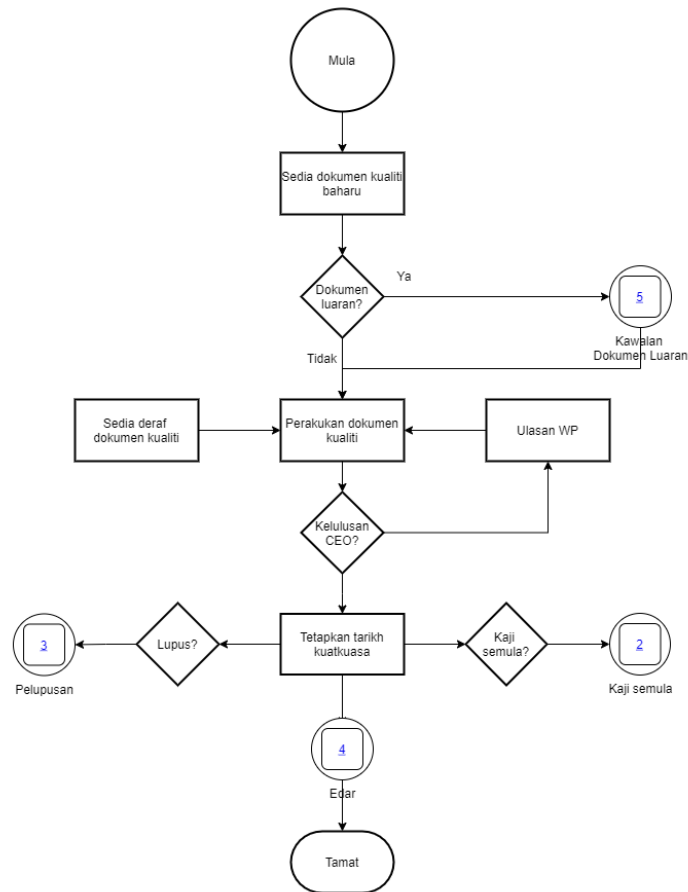 Mula
Sedia dokumen kualiti
baharu
Dokumen
luaran?
Ya
5
Kawalan
Dokumen Luaran
Tidak
Sedia deraf
dokumen kualiti
Perakukan dokumen
kualiti
Ulasan WP
Kelulusan
CEO?
3
Pelupusan
Lupus?
Tetapkan tarikh
kuatkuasa
Kaji
semula?
2
Kaji semula
4
Edar
Tamat